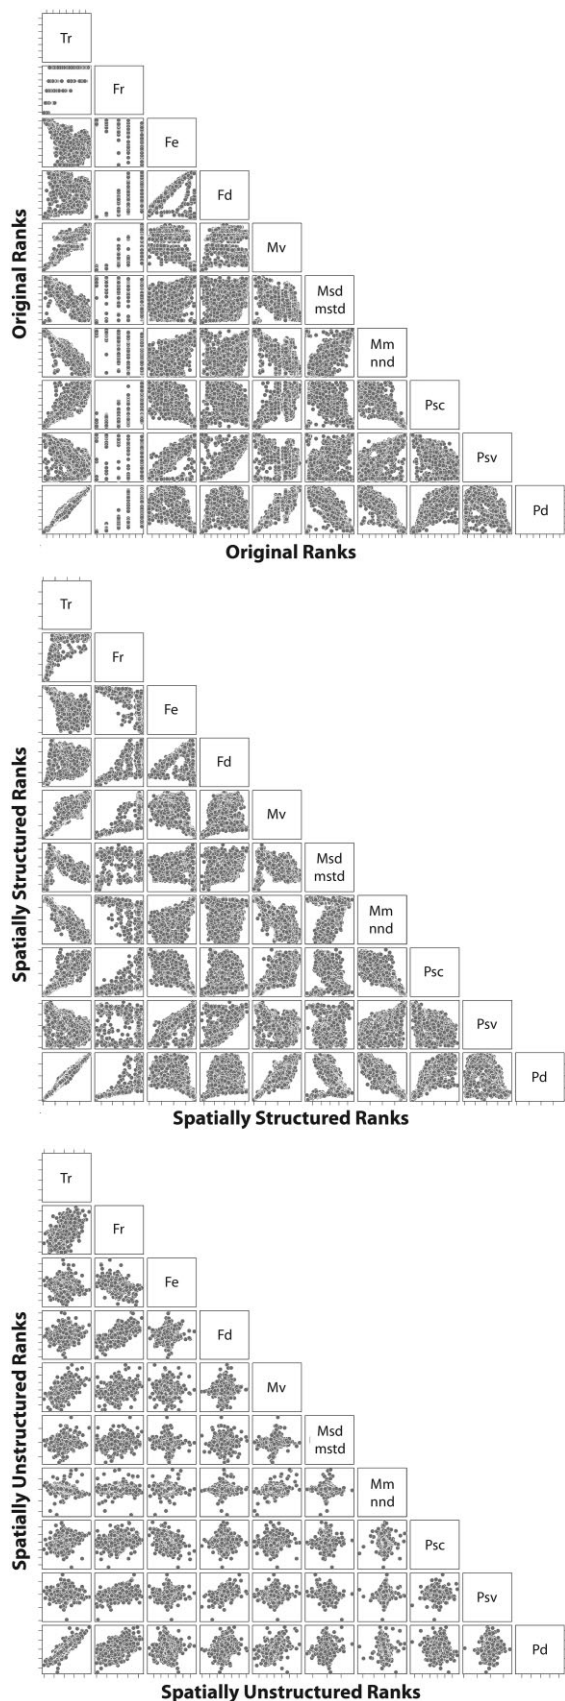 Tr
Fr
Fe
Fd
Mv
Msd
mstd
Mm
nnd
Psc
Psv
Pd
Original Ranks
Original Ranks
Tr
Fr
Fe
Fd
Mv
Msd
mstd
Mm
nnd
Psc
Psv
Pd
Spatially Structured Ranks
Spatially Structured Ranks
Tr
Fr
Fe
Fd
Mv
Msd
mstd
Mm
nnd
Psc
Psv
Pd
Spatially Unstructured Ranks
Spatially Unstructured Ranks